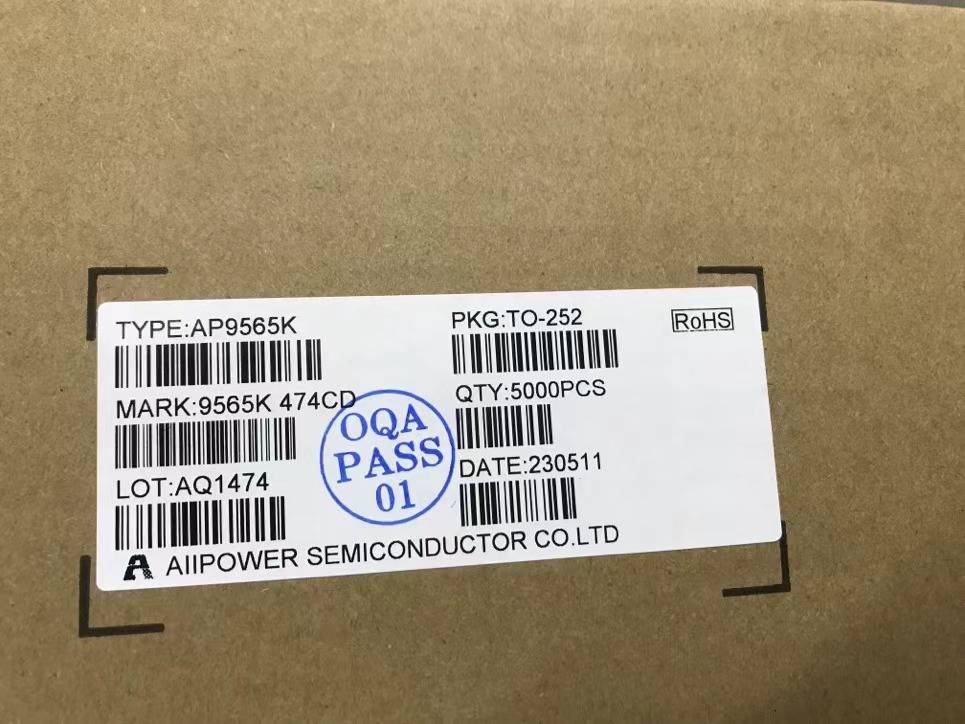 TYPE:AP9565K
PKG:TO-252
RoHS
MARK:9565K 474CD
QTY:5000PCS
OQA
PASS
01
LOT:AQ1474
DATE:230511
AIIPOWER SEMICONDUCTOR CO.LTD